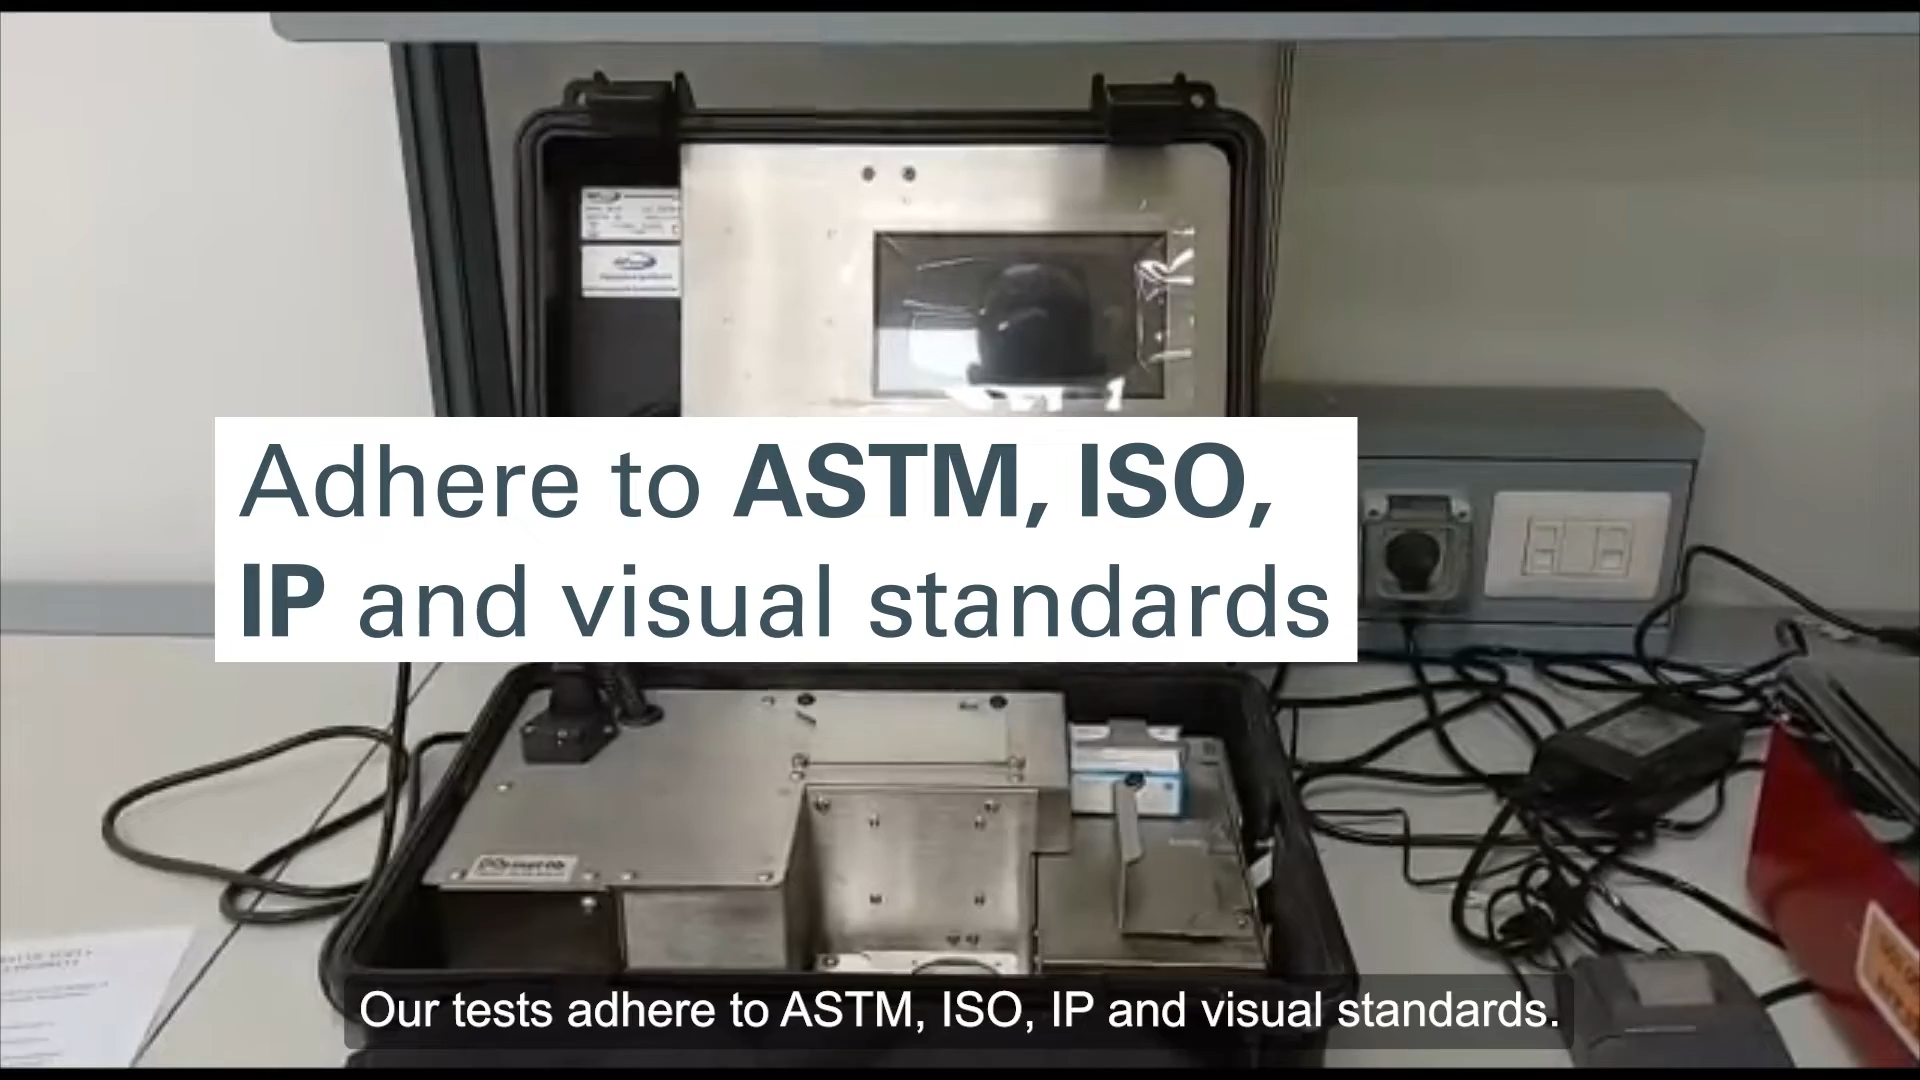 Adhere to ASTM, ISO,
IP and visual standards
Our tests adhere to ASTM, ISO, IP and visual standards.